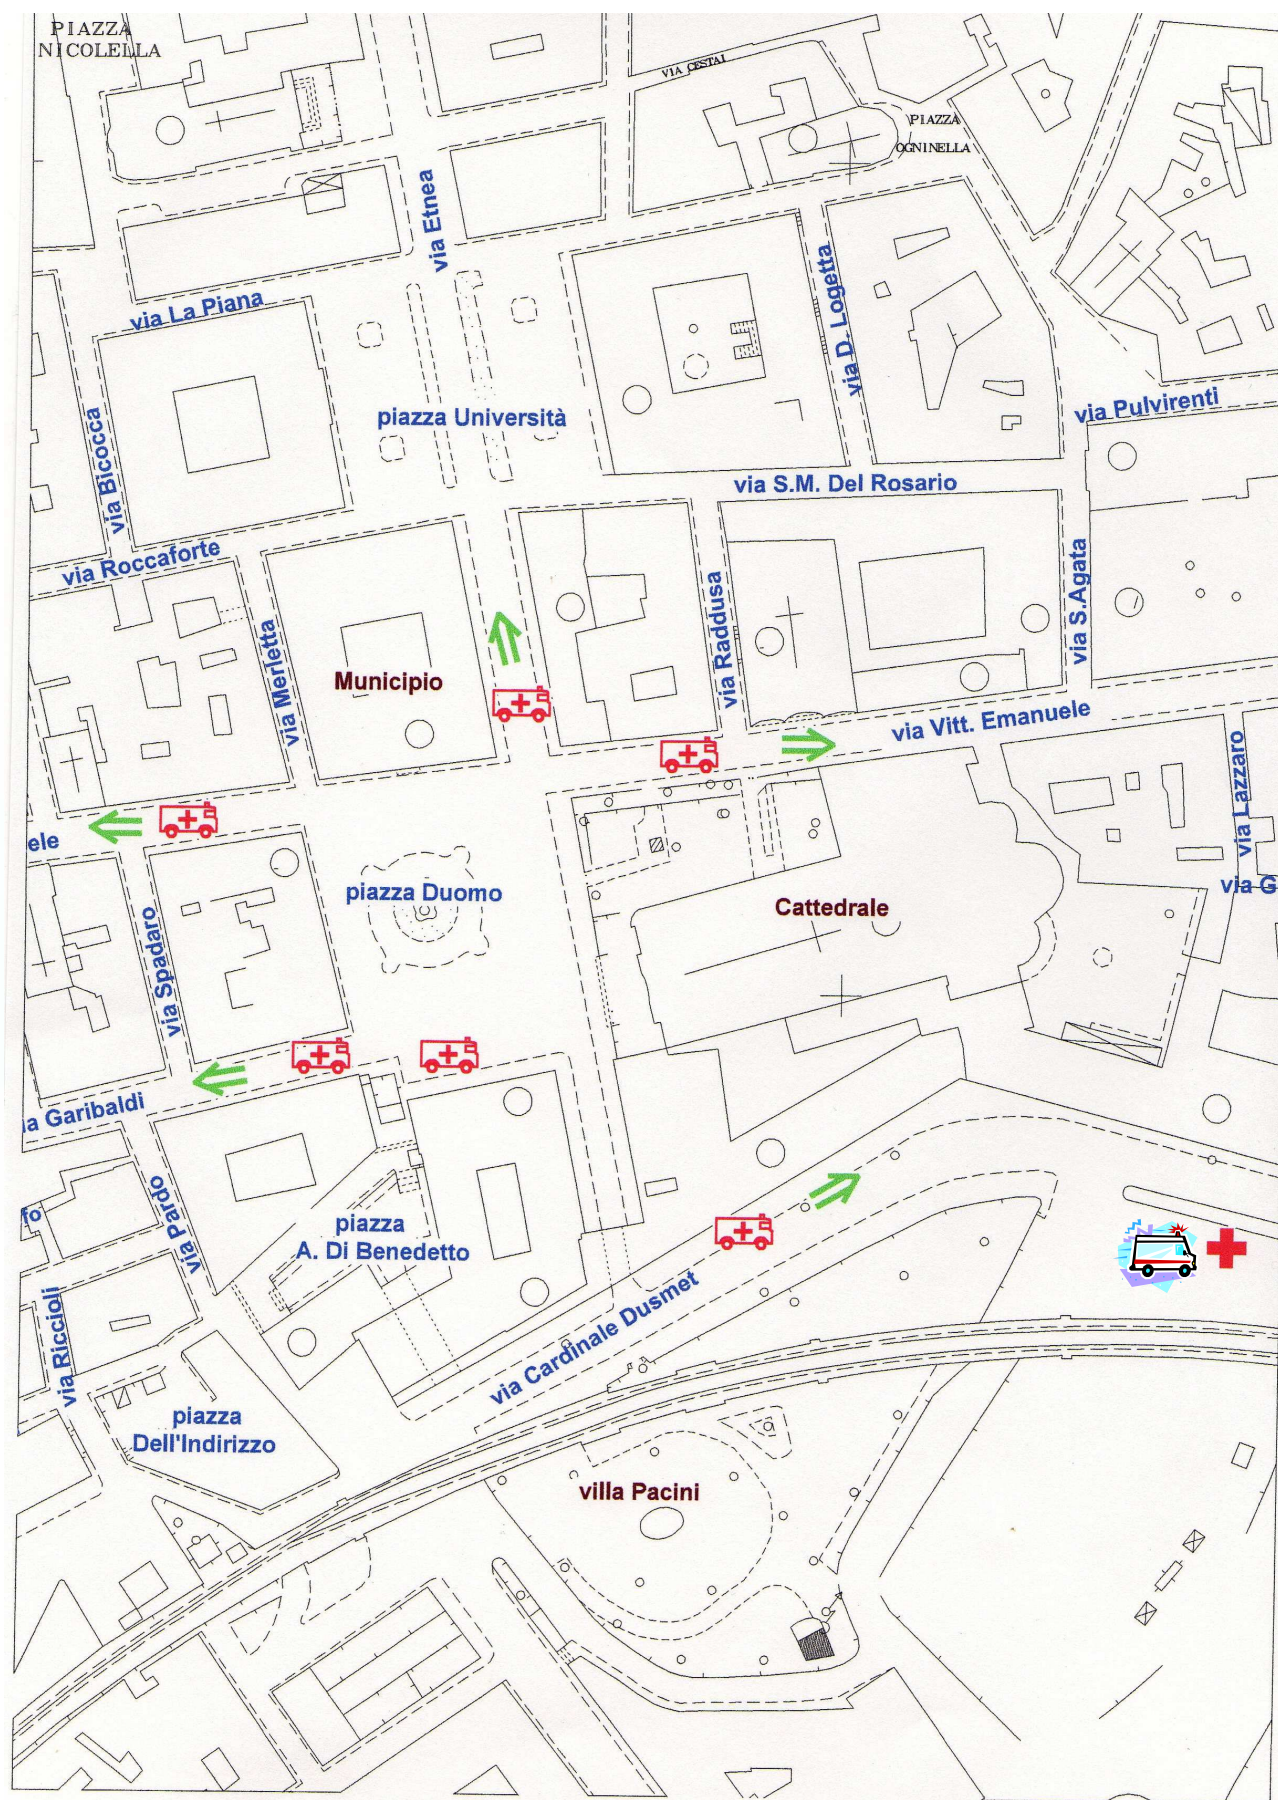 PIAZZA
NICOLELLA
VIA CESTAI
PIAZZA
OGNINELLA
via Etnea
via La Piana
via D. Logetta
piazza Università
via Pulvirenti
via Bicocca
via S.M. Del Rosario
via Roccaforte
via Merletta
via Raddusa
via S.Agata
Municipio
via Vitt. Emanuele
via Lazzaro
ele
piazza Duomo
Cattedrale
via G
via Spadaro
ia Garibaldi
via Pardo
fo
piazza
A. Di Benedetto
via Riccioli
via Cardinale Dusmet
piazza
Dell'Indirizzo
villa Pacini